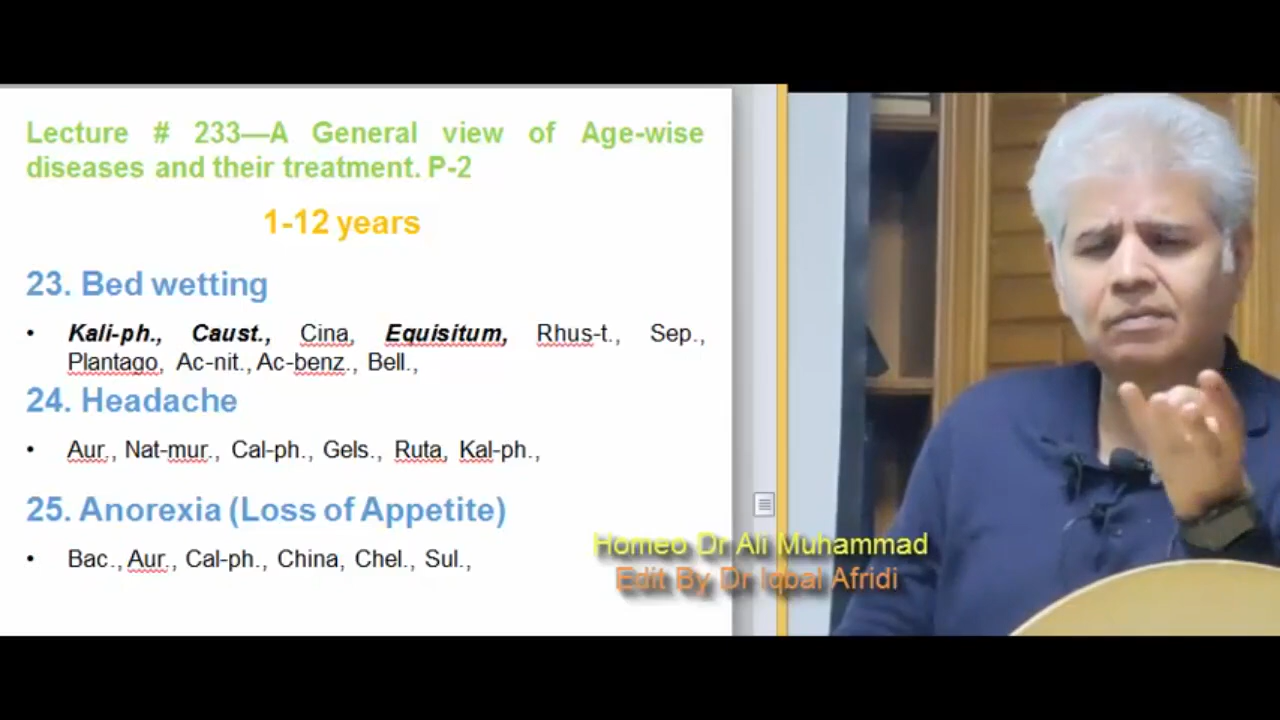 Lecture # 233—A General view of Age-wise
diseases and their treatment. P-2
1-12 years
23. Bed wetting
• Kali-ph., Caust., Cina, Equisitum, Rhus-t., Sep.,
Plantago, Ac-nit., Ac-benz., Bell.,
24. Headache
• Aur., Nat-mur., Cal-ph., Gels., Ruta, Kal-ph.,
25. Anorexia (Loss of Appetite)
• Bac., Aur., Cal-ph., China, Chel., Sul.,
Homeo Dr Ali Muhammad
Edit By Dr Iqbal Afridi